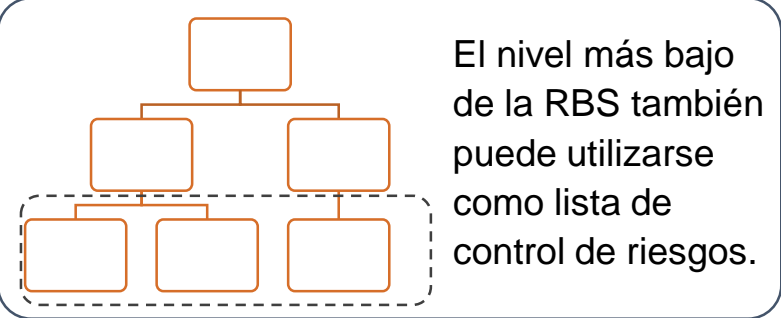 El nivel más bajo
de la RBS también
puede utilizarse
como lista de
control de riesgos.